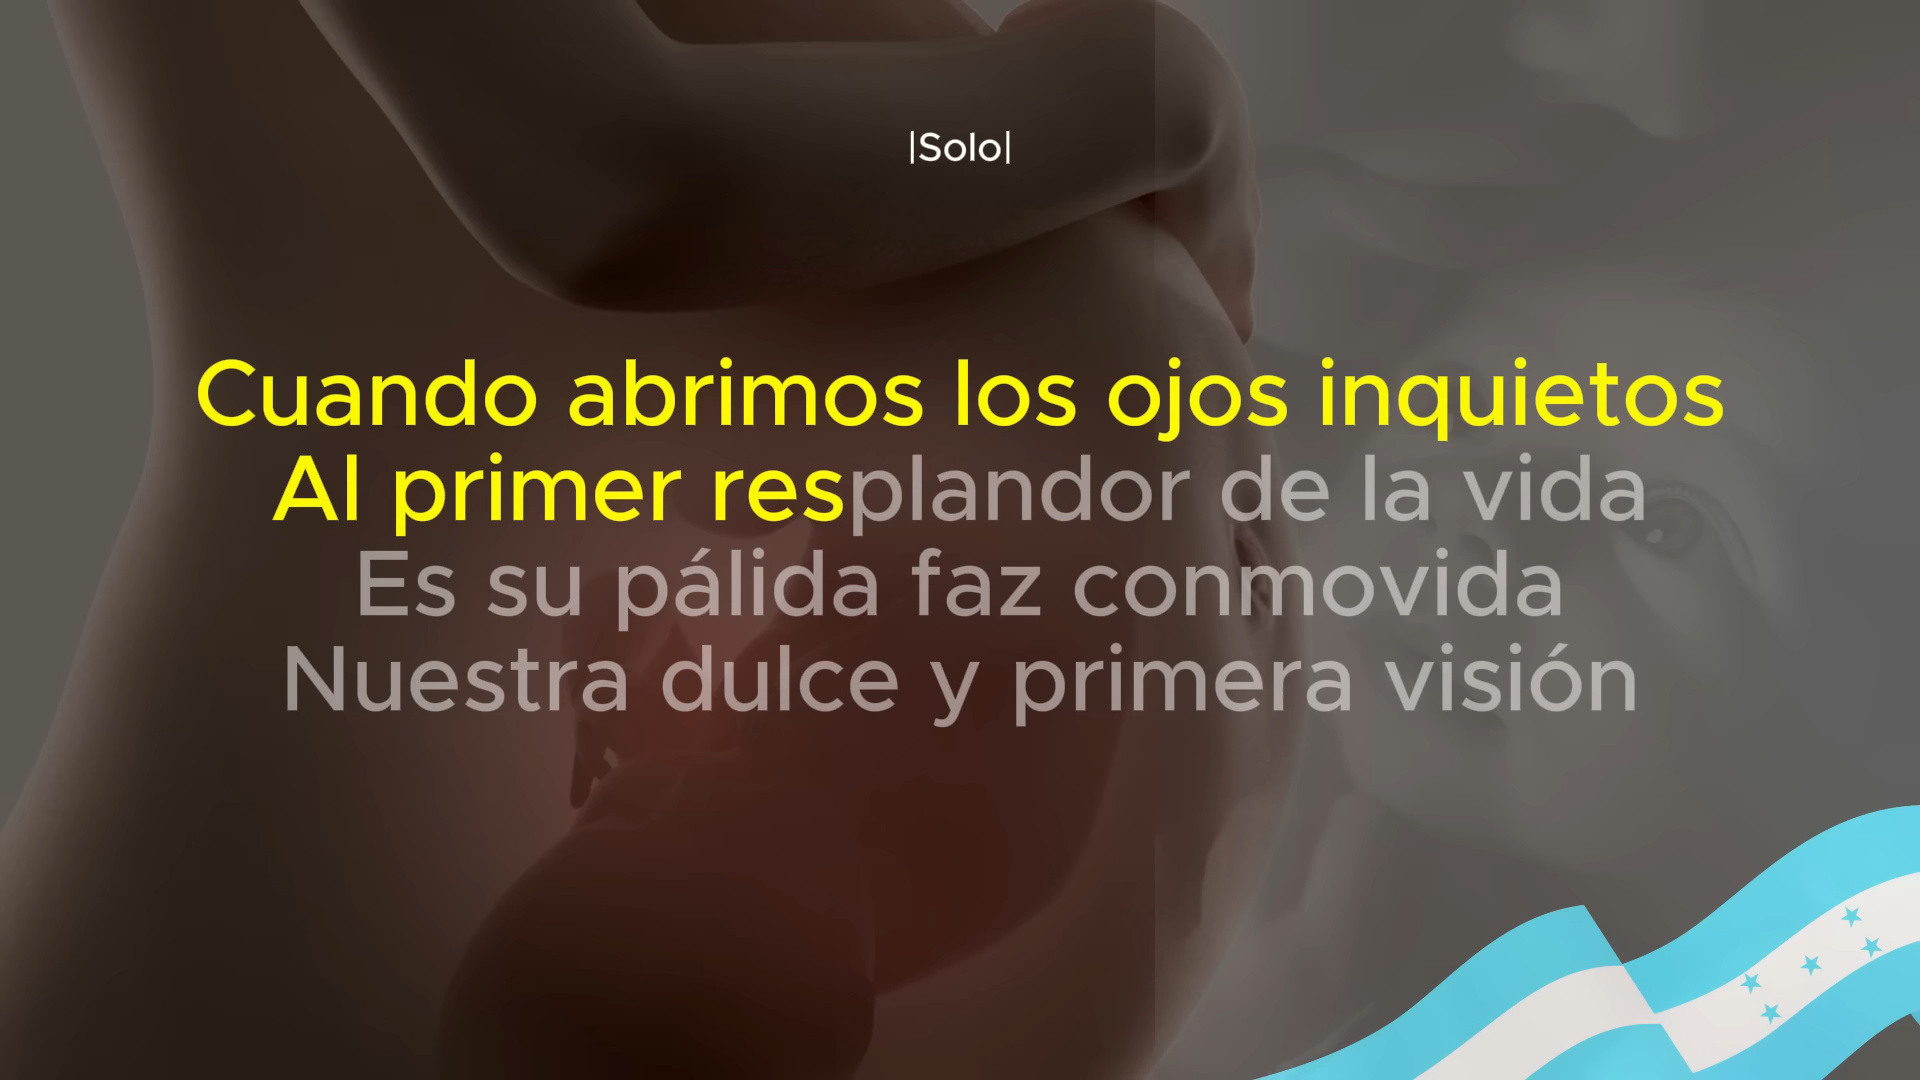 |Solo|
Cuando abrimos los ojos inquietos
Al primer resplandor de la vida
Es su pálida faz conmovida
Nuestra dulce y primera visión